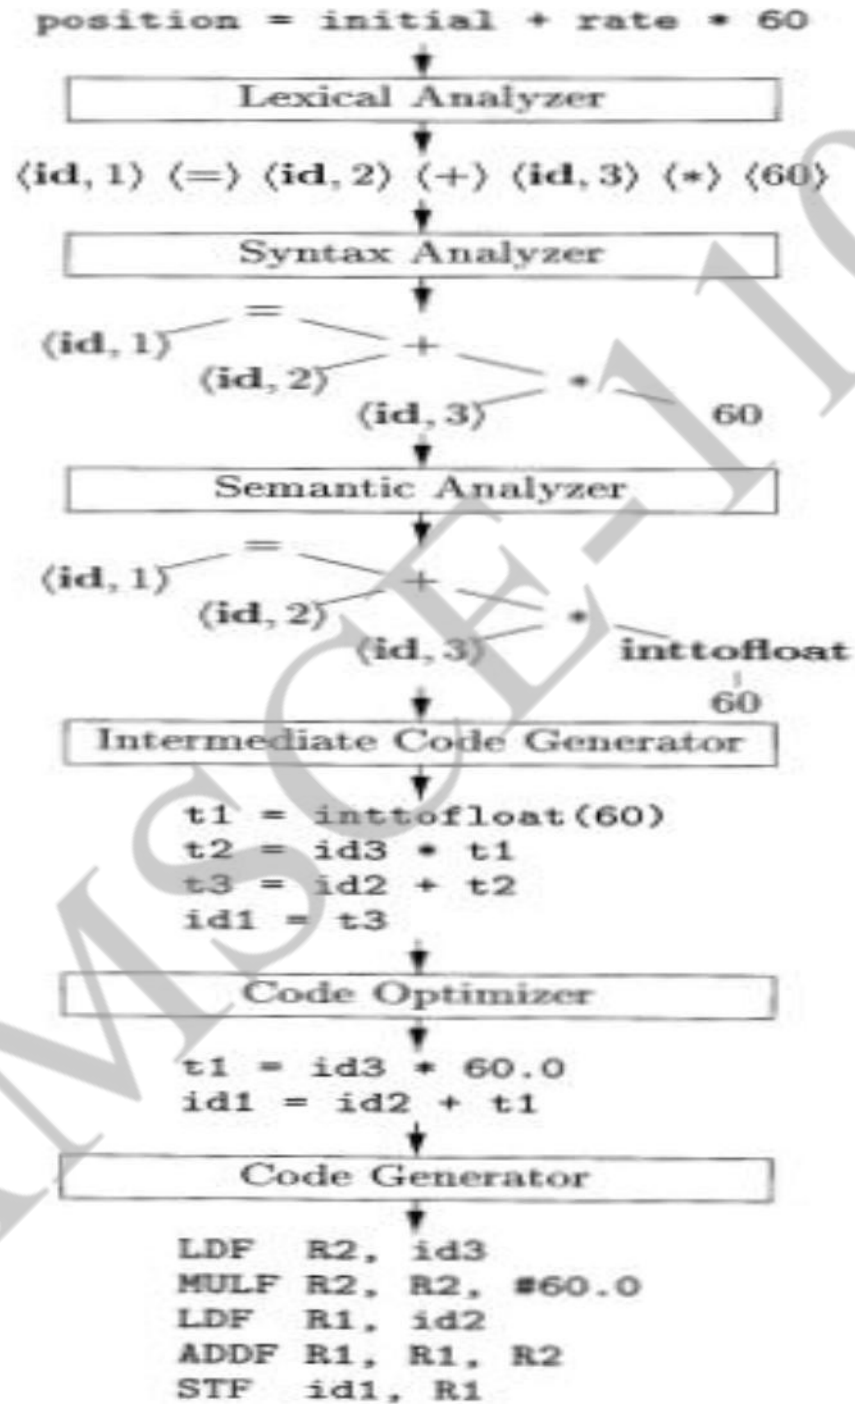 position = initial + rate * 60
Lexical Analyzer
⟨id, 1⟩ ⟨=⟩ ⟨id, 2⟩ ⟨+⟩ ⟨id, 3⟩ ⟨*⟩ ⟨60⟩
Syntax Analyzer
=
⟨id, 1⟩ +
⟨id, 2⟩ *
⟨id, 3⟩ 60
Semantic Analyzer
=
⟨id, 1⟩ +
⟨id, 2⟩ *
⟨id, 3⟩ inttofloat
60
Intermediate Code Generator
t1 = inttofloat(60)
t2 = id3 * t1
t3 = id2 + t2
id1 = t3
Code Optimizer
t1 = id3 * 60.0
id1 = id2 + t1
Code Generator
LDF R2, id3
MULF R2, R2, #60.0
LDF R1, id2
ADDF R1, R1, R2
STF id1, R1